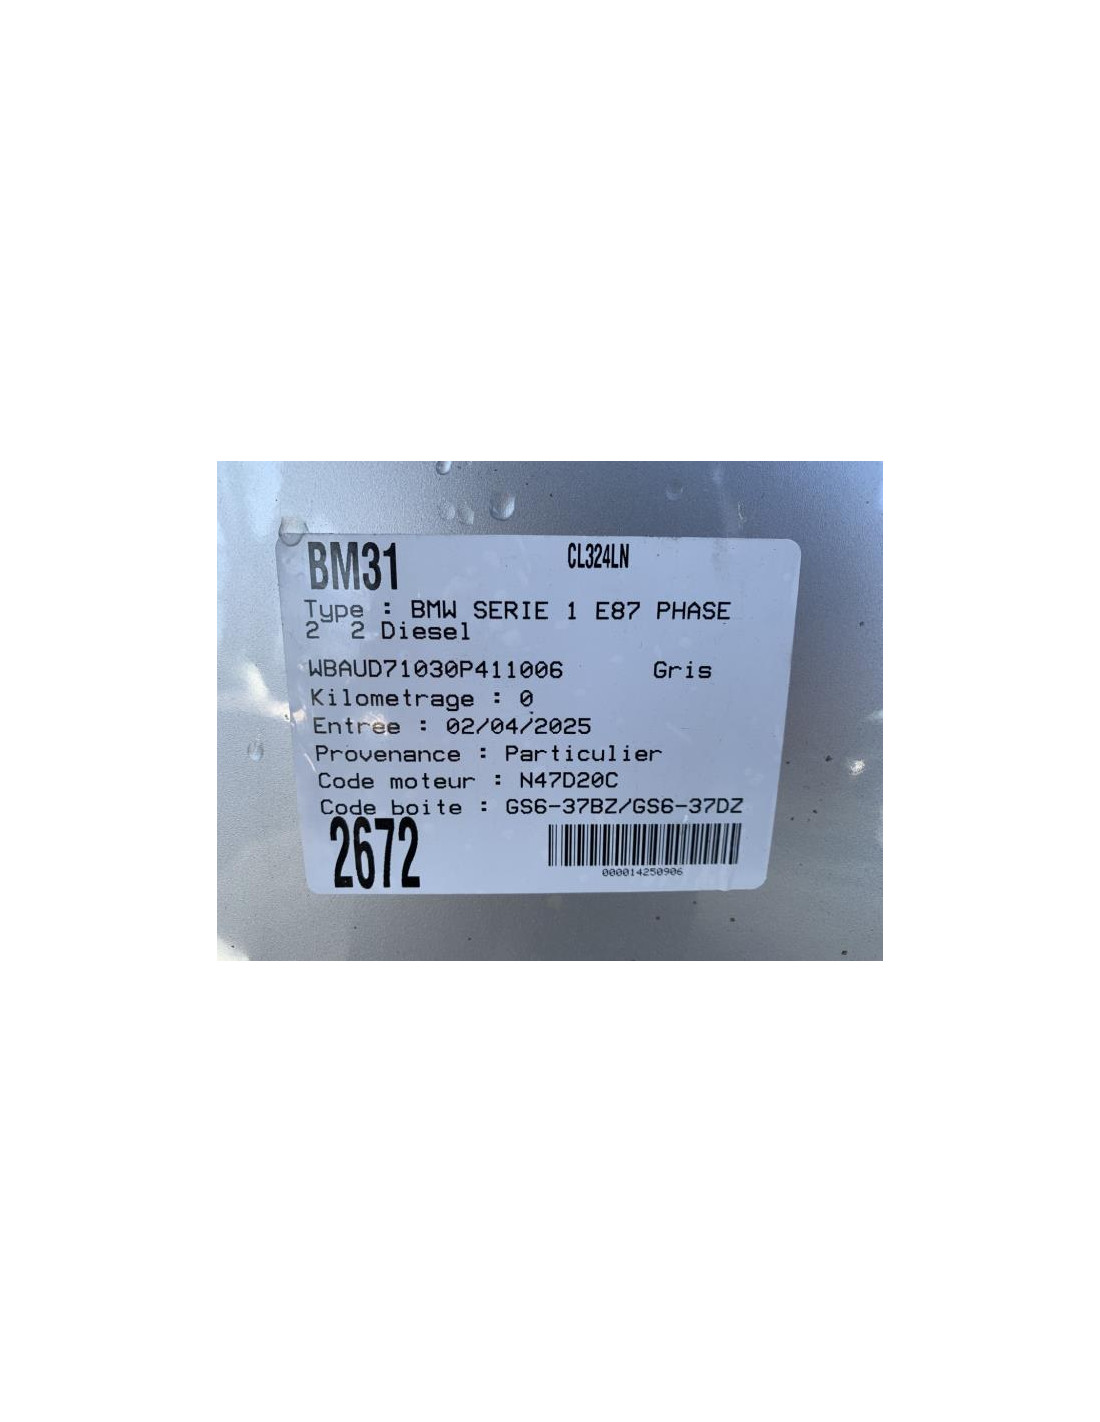 BM31 CL324LN
Type : BMW SERIE 1 E87 PHASE
2 2 Diesel
WBAUD71030P411006 Gris
Kilometrage : 0
Entree : 02/04/2025
Provenance : Particulier
Code moteur : N47D20C
Code boite : GS6-37BZ/GS6-37DZ
2672
000014250906